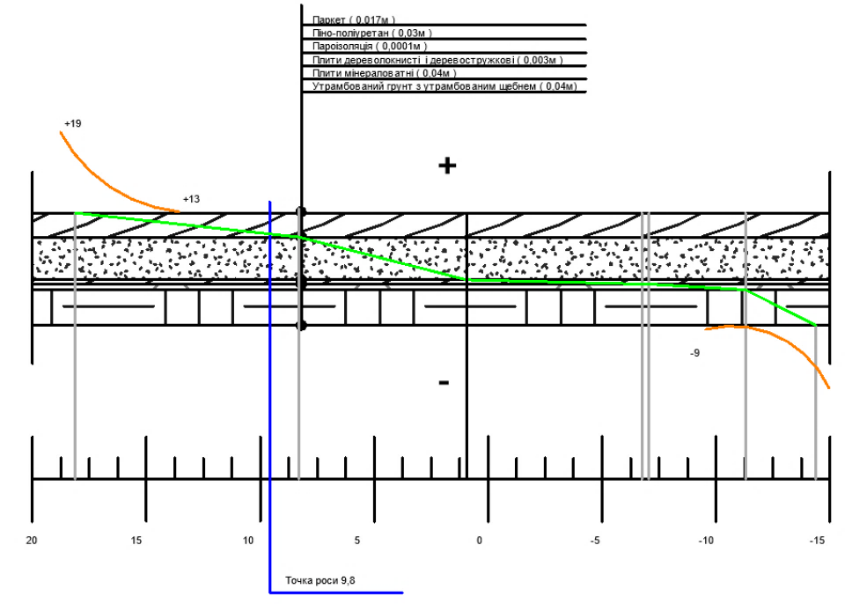 Паркет ( 0,017м )
Піно-поліуретан ( 0,03м )
Пароізоляція ( 0,0001м )
Плити дереволокнисті і деревостружкові ( 0,003м )
Плити мінераловатні ( 0,04м )
Утрамбований грунт з утрамбованим щебнем ( 0,04м)
+19
+
+13
-9
-
20 15 10 5 0 -5 -10 -15
Точка роси 9,8